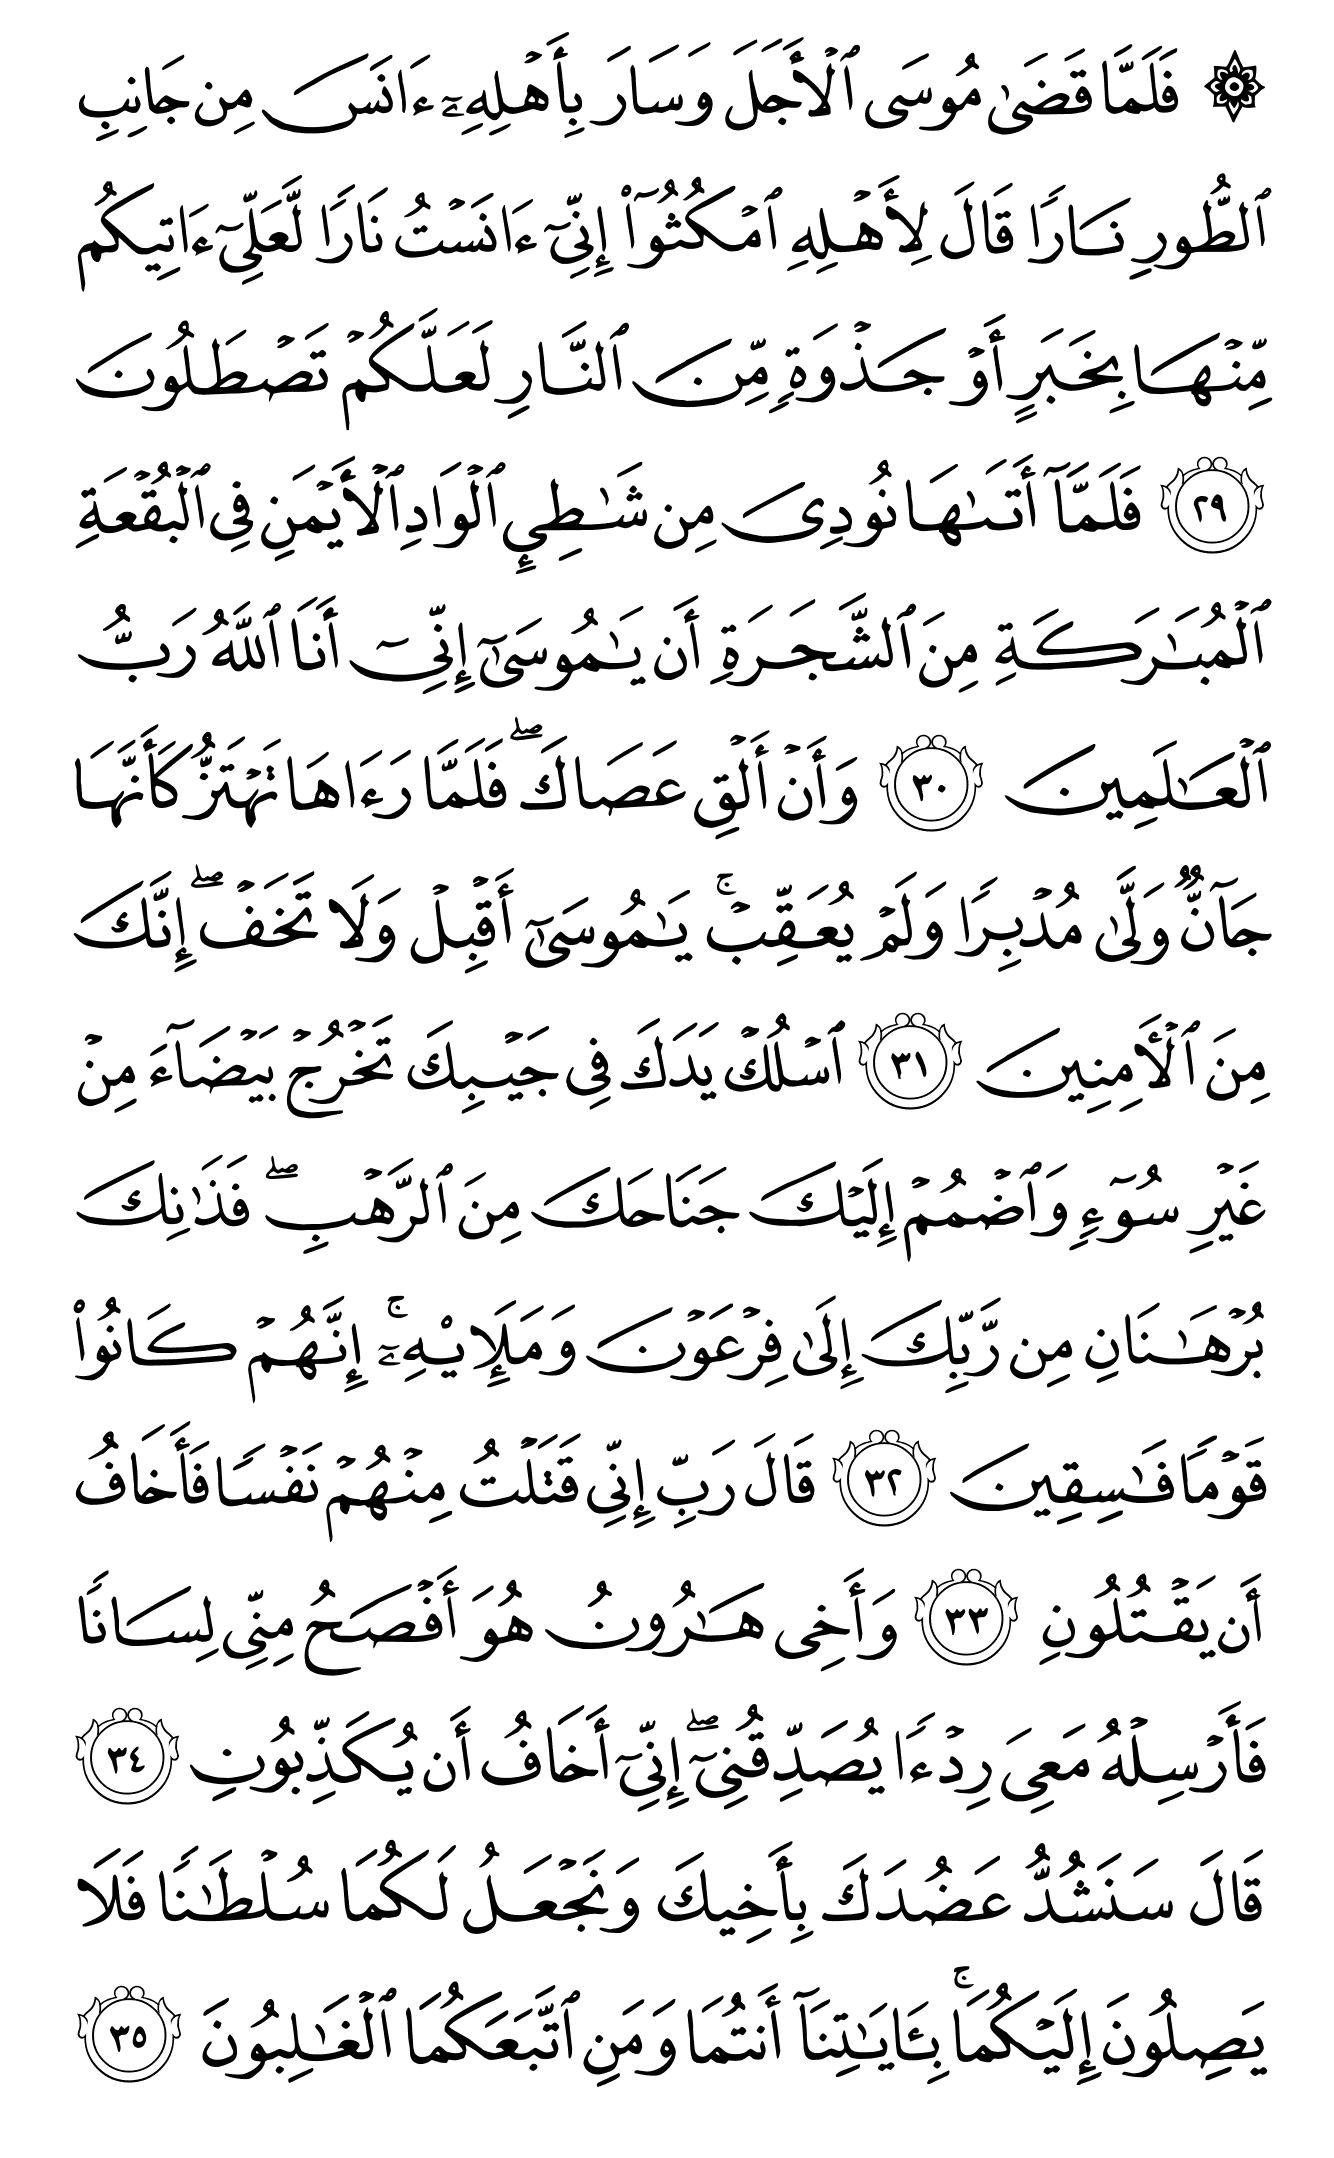 ۞ فَلَمَّا قَضَىٰ مُوسَى ٱلۡأَجَلَ وَسَارَ بِأَهۡلِهِۦٓ ءَانَسَ مِن جَانِبِ
ٱلطُّورِ نَارٗا قَالَ لِأَهۡلِهِ ٱمۡكُثُوٓاْ إِنِّيٓ ءَانَسۡتُ نَارٗا لَّعَلِّيٓ ءَاتِيكُم
مِّنۡهَا بِخَبَرٍ أَوۡ جَذۡوَةٖ مِّنَ ٱلنَّارِ لَعَلَّكُمۡ تَصۡطَلُونَ
٢٩ فَلَمَّآ أَتَىٰهَا نُودِيَ مِن شَٰطِيِٕ ٱلۡوَادِ ٱلۡأَيۡمَنِ فِي ٱلۡبُقۡعَةِ
ٱلۡمُبَٰرَكَةِ مِنَ ٱلشَّجَرَةِ أَن يَٰمُوسَىٰٓ إِنِّيٓ أَنَا ٱللَّهُ رَبُّ
ٱلۡعَٰلَمِينَ ٣٠ وَأَنۡ أَلۡقِ عَصَاكَۖ فَلَمَّا رَءَاهَا تَهۡتَزُّ كَأَنَّهَا
جَآنّٞ وَلَّىٰ مُدۡبِرٗا وَلَمۡ يُعَقِّبۡۚ يَٰمُوسَىٰٓ أَقۡبِلۡ وَلَا تَخَفۡۖ إِنَّكَ
مِنَ ٱلۡأٓمِنِينَ ٣١ ٱسۡلُكۡ يَدَكَ فِي جَيۡبِكَ تَخۡرُجۡ بَيۡضَآءَ مِنۡ
غَيۡرِ سُوٓءٖ وَٱضۡمُمۡ إِلَيۡكَ جَنَاحَكَ مِنَ ٱلرَّهۡبِۖ فَذَٰنِكَ
بُرۡهَٰنَانِ مِن رَّبِّكَ إِلَىٰ فِرۡعَوۡنَ وَمَلَإِيْهِۦٓۚ إِنَّهُمۡ كَانُواْ
قَوۡمٗا فَٰسِقِينَ ٣٢ قَالَ رَبِّ إِنِّي قَتَلۡتُ مِنۡهُمۡ نَفۡسٗا فَأَخَافُ
أَن يَقۡتُلُونِ ٣٣ وَأَخِي هَٰرُونُ هُوَ أَفۡصَحُ مِنِّي لِسَانٗا
فَأَرۡسِلۡهُ مَعِيَ رِدۡءٗا يُصَدِّقُنِيٓۖ إِنِّيٓ أَخَافُ أَن يُكَذِّبُونِ ٣٤
قَالَ سَنَشُدُّ عَضُدَكَ بِأَخِيكَ وَنَجۡعَلُ لَكُمَا سُلۡطَٰنٗا فَلَا
يَصِلُونَ إِلَيۡكُمَا بِـَٔايَٰتِنَآۚ أَنتُمَا وَمَنِ ٱتَّبَعَكُمَا ٱلۡغَٰلِبُونَ ٣٥